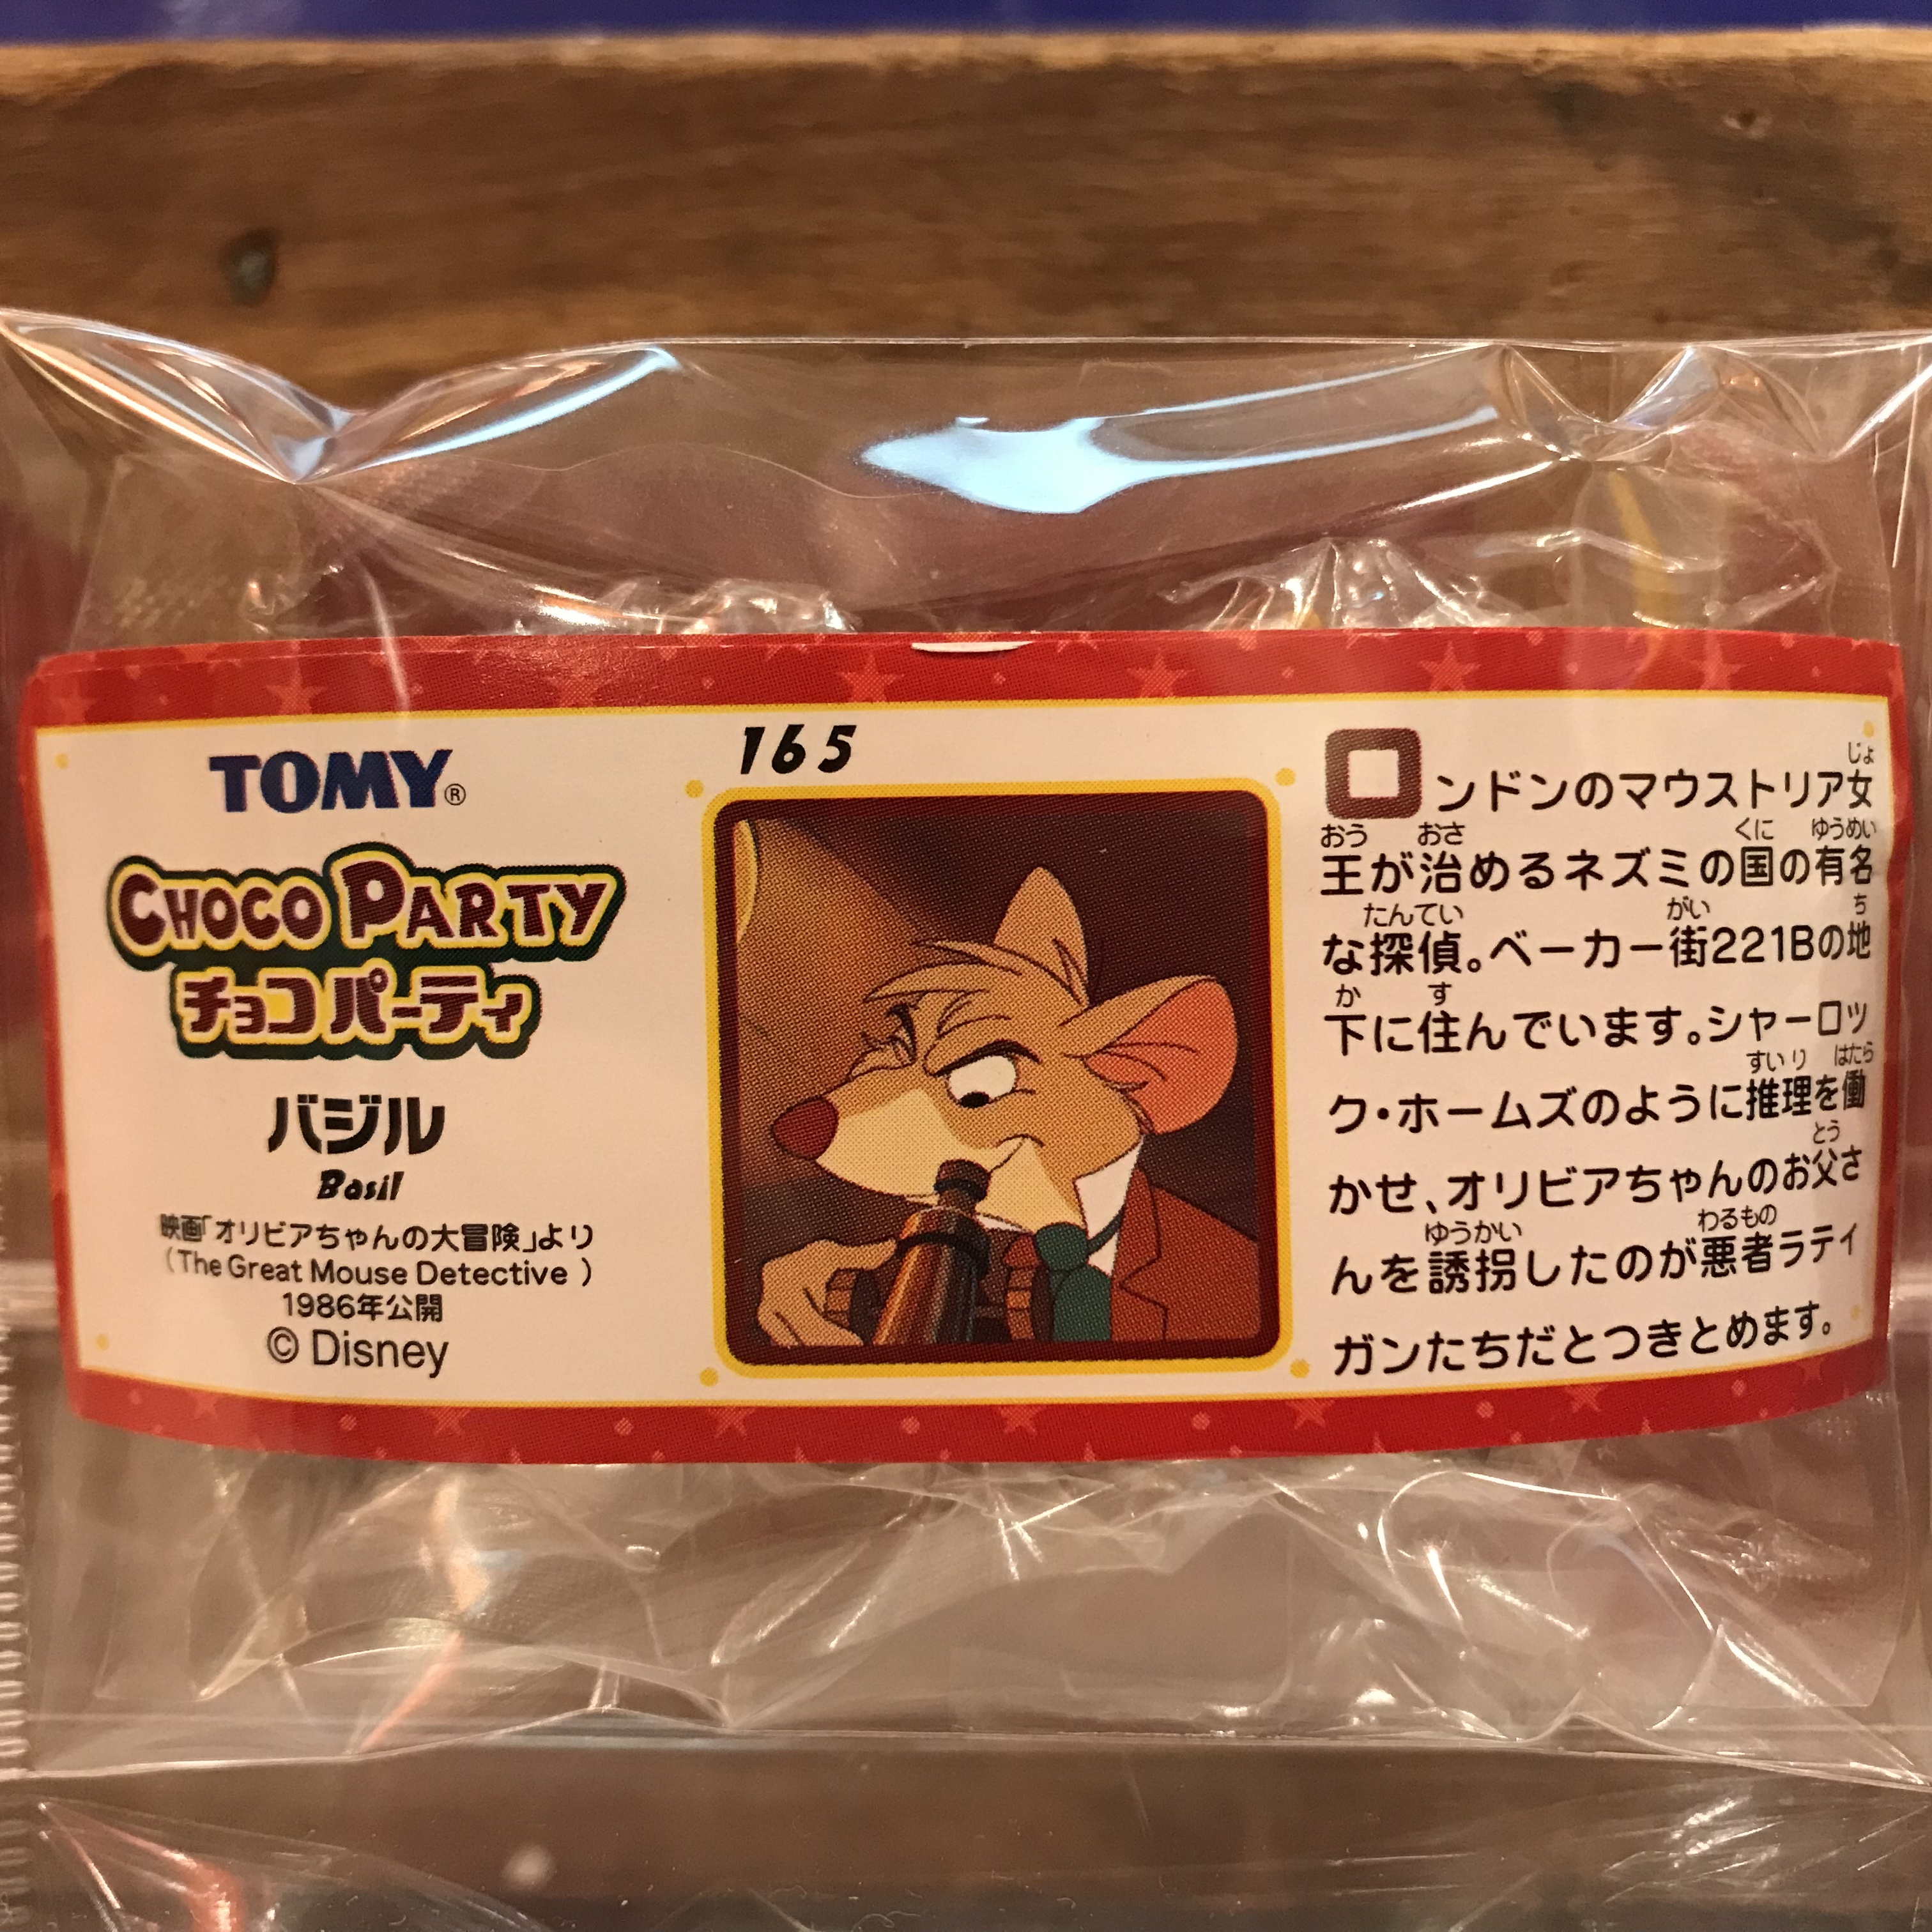 TOMY®
CHOCO PARTY
チョコパーティ
バジル
Basil
映画「オリビアちゃんの大冒険」より
(The Great Mouse Detective )
1986年公開
© Disney
165
じょ
ロンドンのマウストリア女
おう おさ くに ゆうめい
王が治めるネズミの国の有名
たんてい がい ち
な探偵。ベーカー街221Bの地
か す
下に住んでいます。シャーロッ
すいり はたら
ク・ホームズのように推理を働
とう
かせ、オリビアちゃんのお父さ
ゆうかい わるもの
んを誘拐したのが悪者ラティ
ガンたちだとつきとめます。